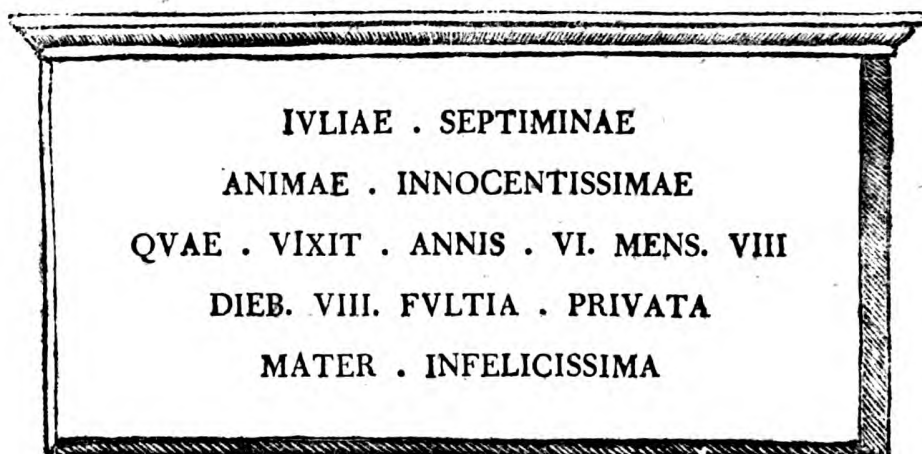 IVLIAE . SEPTIMINAE
ANIMAE . INNOCENTISSIMAE
QVAE . VIXIT . ANNIS . VI. MENS. VIII
DIEB. VIII. FVLTIA . PRIVATA
MATER . INFELICISSIMA